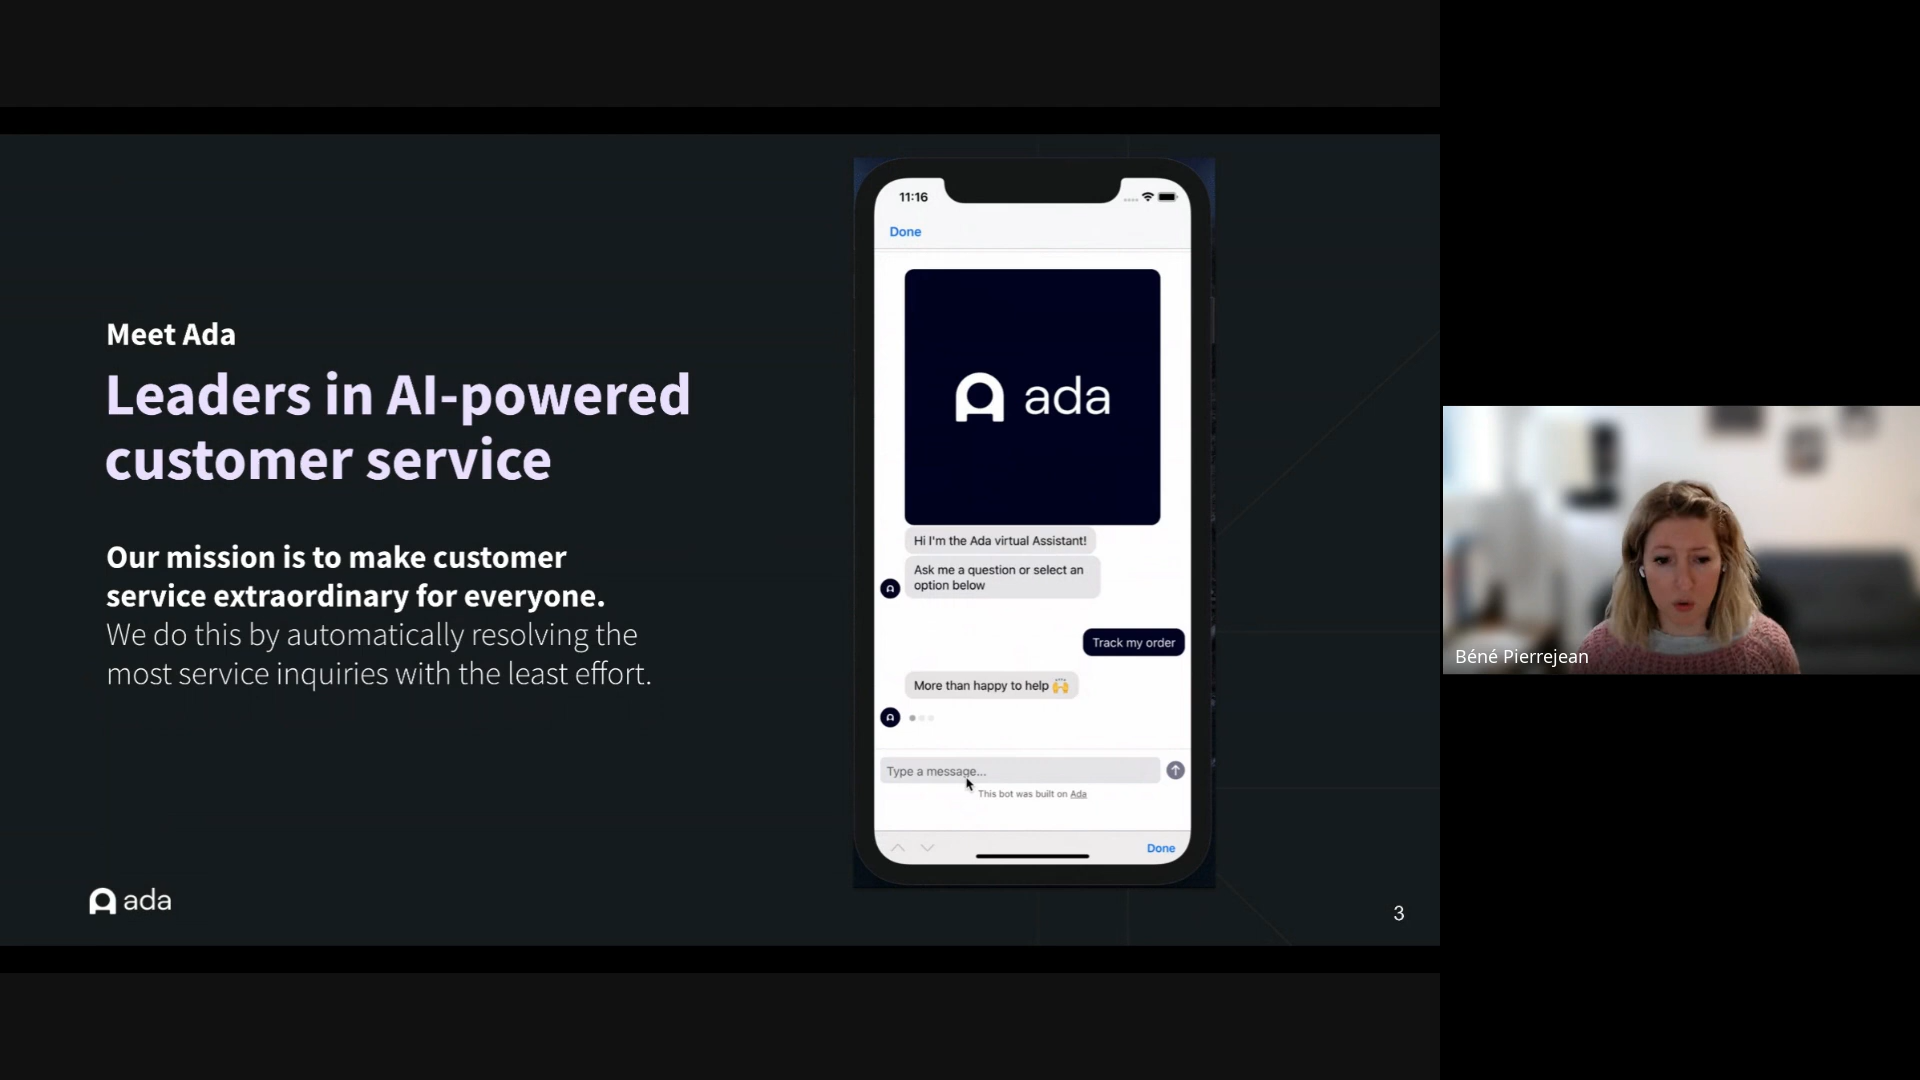 Meet Ada
Leaders in AI-powered
customer service
Our mission is to make customer
service extraordinary for everyone.
We do this by automatically resolving the
most service inquiries with the least effort.
ada
11:16
Done
ada
Hi I'm the Ada virtual Assistant!
Ask me a question or select an
option below
Track my order
More than happy to help 🙌
Type a message...
This bot was built on Ada
Done
3
Béné Pierrejean